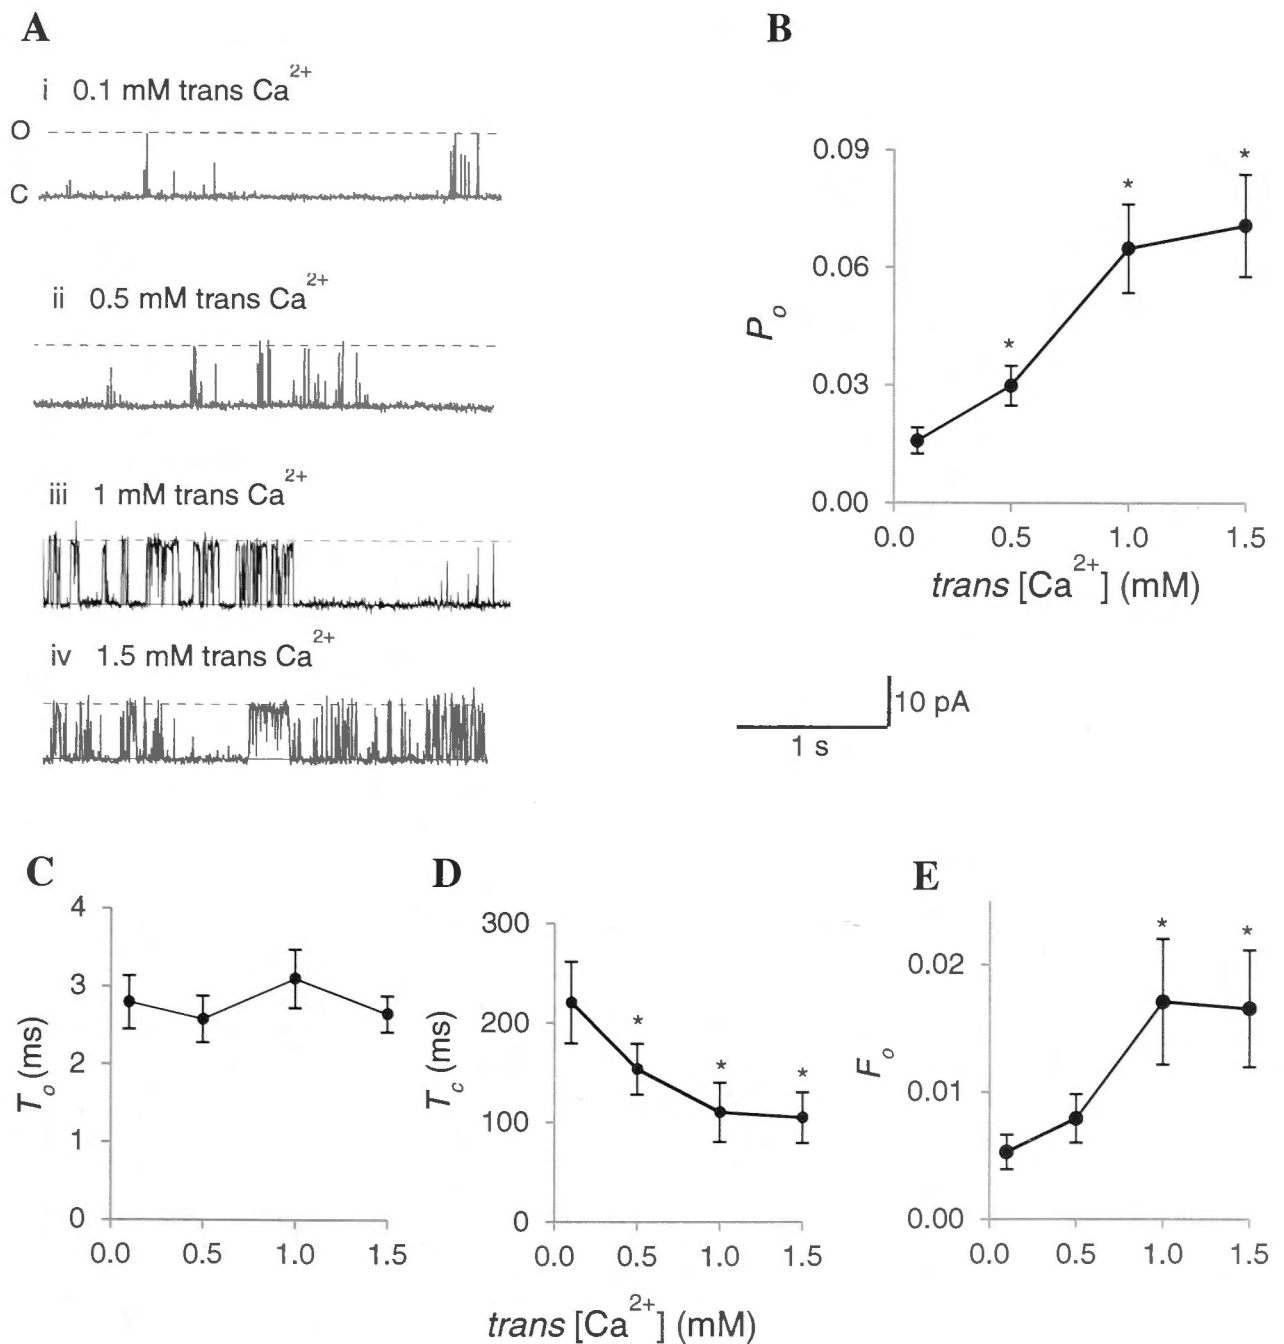 A
B
i 0.1 mM trans Ca2+
O
C
ii 0.5 mM trans Ca2+
iii 1 mM trans Ca2+
iv 1.5 mM trans Ca2+
0.09
0.06
0.03
0.00
Po
* * *
0.0 0.5 1.0 1.5
trans [Ca2+] (mM)
10 pA
1 s
C
4
3
2
1
0
To (ms)
0.0 0.5 1.0 1.5
D
300
200
100
0
Tc (ms)
* * *
0.0 0.5 1.0 1.5
E
0.02
0.01
0.00
Fo
* *
0.0 0.5 1.0 1.5
trans [Ca2+] (mM)